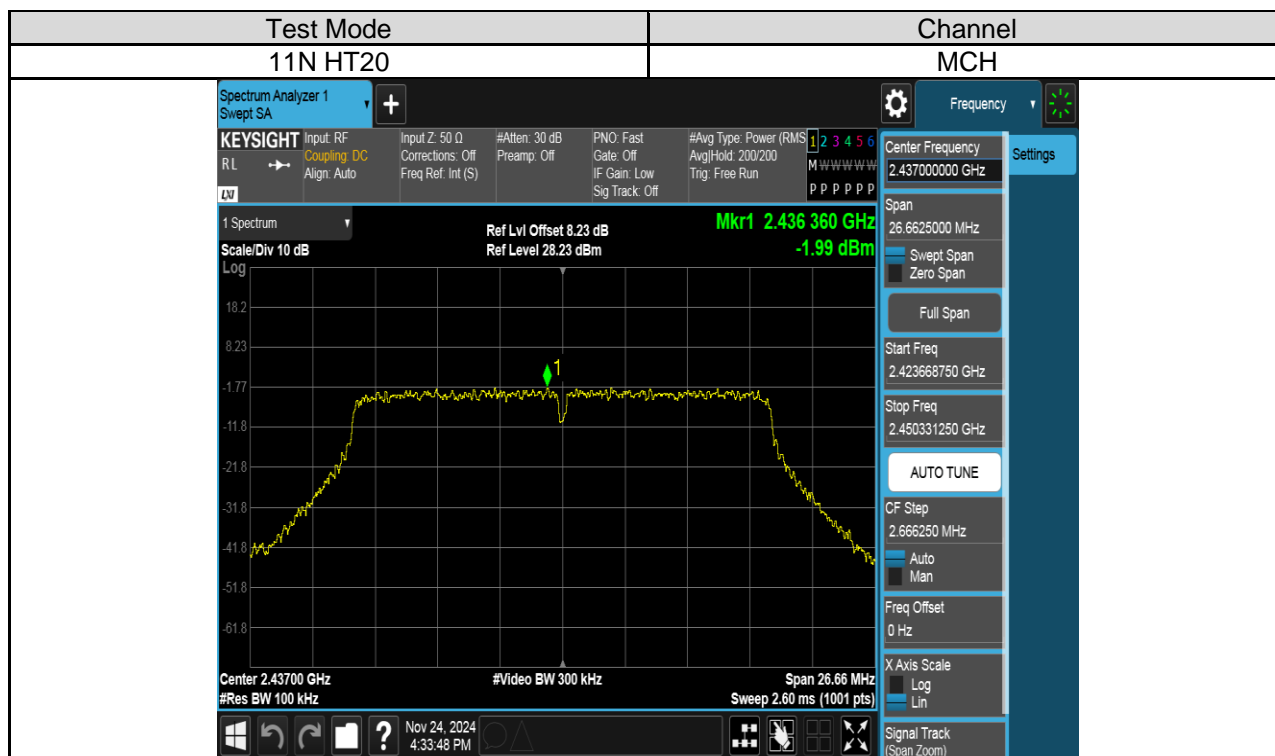 Test Mode Channel
11N HT20 MCH
Spectrum Analyzer 1
Swept SA
+
Frequency
KEYSIGHT Input: RF Input Z: 50 Ω #Atten: 30 dB PNO: Fast #Avg Type: Power (RMS 1 2 3 4 5 6
R L Coupling: DC Corrections: Off Preamp: Off Gate: Off Avg|Hold: 200/200 M W W W W W
Align: Auto Freq Ref: Int (S) IF Gain: Low Trig: Free Run
LXI Sig Track: Off P P P P P P
1 Spectrum Ref Lvl Offset 8.23 dB Mkr1 2.436 360 GHz
Scale/Div 10 dB Ref Level 28.23 dBm -1.99 dBm
Log
18.2
8.23
1
-1.77
-11.8
-21.8
-31.8
-41.8
-51.8
-61.8
Center 2.43700 GHz #Video BW 300 kHz Span 26.66 MHz
#Res BW 100 kHz Sweep 2.60 ms (1001 pts)
? Nov 24, 2024
4:33:48 PM
Center Frequency
2.437000000 GHz
Settings
Span
26.6625000 MHz
Swept Span
Zero Span
Full Span
Start Freq
2.423668750 GHz
Stop Freq
2.450331250 GHz
AUTO TUNE
CF Step
2.666250 MHz
Auto
Man
Freq Offset
0 Hz
X Axis Scale
Log
Lin
Signal Track
(Span Zoom)